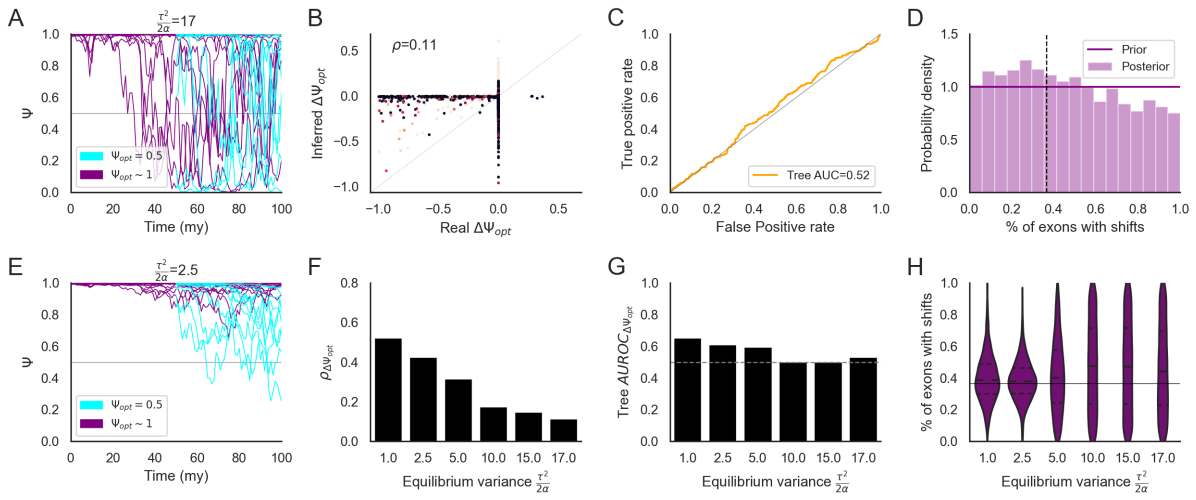 A
τ²/2α=17
Ψ
1.0
0.8
0.6
0.4
0.2
0.0
Ψopt = 0.5
Ψopt ~ 1
0 20 40 60 80 100
Time (my)
B
ρ=0.11
Inferred ΔΨopt
0.5
0.0
−0.5
−1.0
−1.0 −0.5 0.0 0.5
Real ΔΨopt
C
True positive rate
1.0
0.8
0.6
0.4
0.2
0.0
Tree AUC=0.52
0.0 0.2 0.4 0.6 0.8 1.0
False Positive rate
D
Probability density
1.5
1.0
0.5
0.0
Prior
Posterior
0.0 0.2 0.4 0.6 0.8 1.0
% of exons with shifts
E
τ²/2α=2.5
Ψ
1.0
0.8
0.6
0.4
0.2
0.0
Ψopt = 0.5
Ψopt ~ 1
0 20 40 60 80 100
Time (my)
F
ρΔΨopt
0.8
0.6
0.4
0.2
0.0
1.0 2.5 5.0 10.0 15.0 17.0
Equilibrium variance τ²/2α
G
Tree AUROCΔΨopt
1.0
0.8
0.6
0.4
0.2
0.0
1.0 2.5 5.0 10.0 15.0 17.0
Equilibrium variance τ²/2α
H
% of exons with shifts
1.0
0.8
0.6
0.4
0.2
0.0
1.0 2.5 5.0 10.0 15.0 17.0
Equilibrium variance τ²/2α